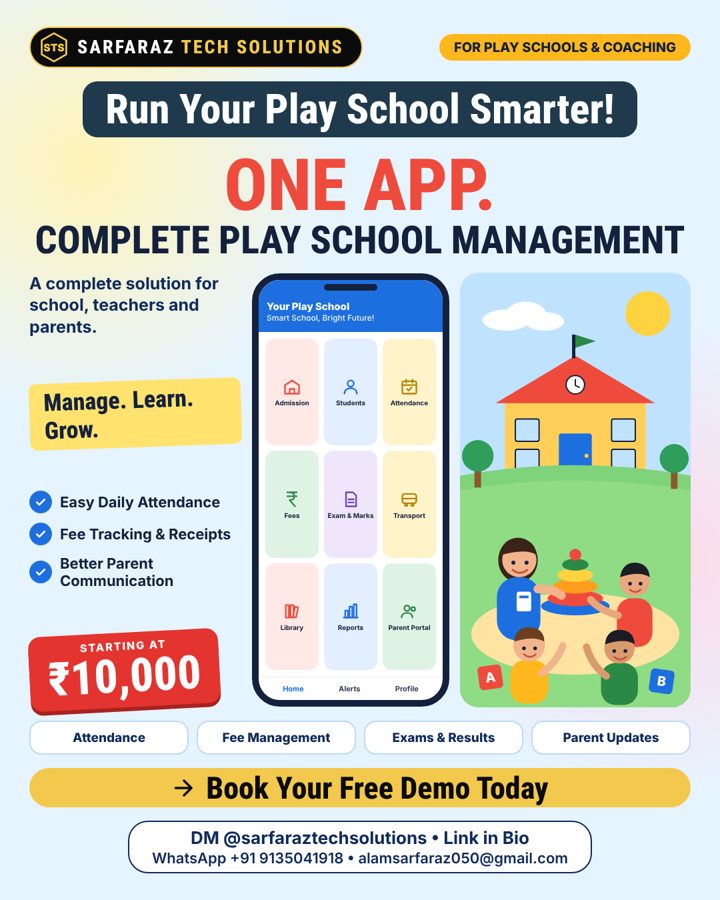 STS SARFARAZ TECH SOLUTIONS
FOR PLAY SCHOOLS & COACHING
Run Your Play School Smarter!
ONE APP.
COMPLETE PLAY SCHOOL MANAGEMENT
A complete solution for
school, teachers and
parents.
Manage. Learn.
Grow.
Easy Daily Attendance
Fee Tracking & Receipts
Better Parent
Communication
STARTING AT
₹10,000
Your Play School
Smart School, Bright Future!
Admission Students Attendance
₹
Fees Exam & Marks Transport
Library Reports Parent Portal
Home Alerts Profile
A B
Attendance Fee Management Exams & Results Parent Updates
→ Book Your Free Demo Today
DM @sarfaraztechsolutions • Link in Bio
WhatsApp +91 9135041918 • alamsarfaraz050@gmail.com